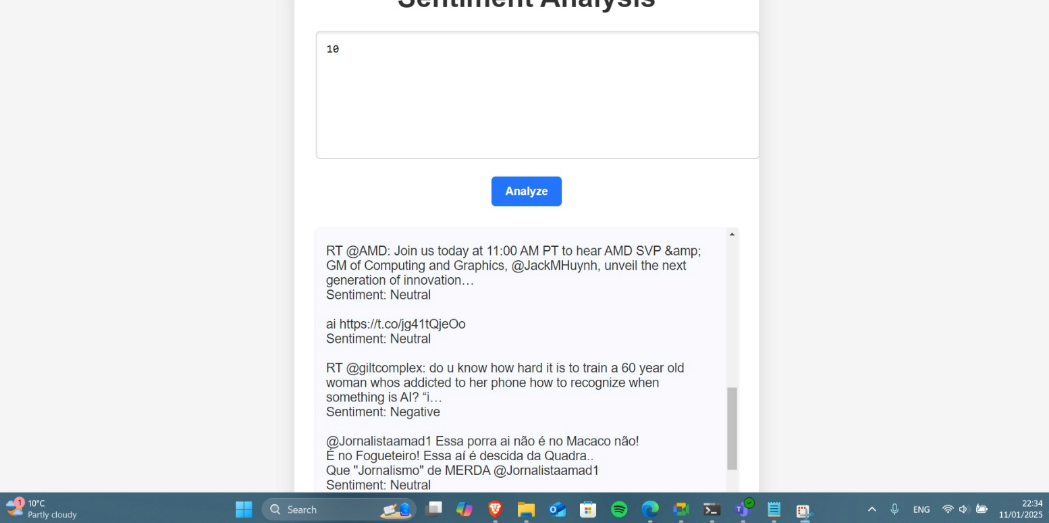 Sentiment Analysis
10
Analyze
RT @AMD: Join us today at 11:00 AM PT to hear AMD SVP &amp;
GM of Computing and Graphics, @JackMHuynh, unveil the next
generation of innovation…
Sentiment: Neutral
ai https://t.co/jg41tQjeOo
Sentiment: Neutral
RT @giltcomplex: do u know how hard it is to train a 60 year old
woman whos addicted to her phone how to recognize when
something is AI? “i…
Sentiment: Negative
@Jornalistaamad1 Essa porra ai não é no Macaco não!
É no Fogueteiro! Essa aí é descida da Quadra..
Que "Jornalismo" de MERDA @Jornalistaamad1
Sentiment: Neutral
1
10°C
Partly cloudy
Search
ENG
22:34
11/01/2025